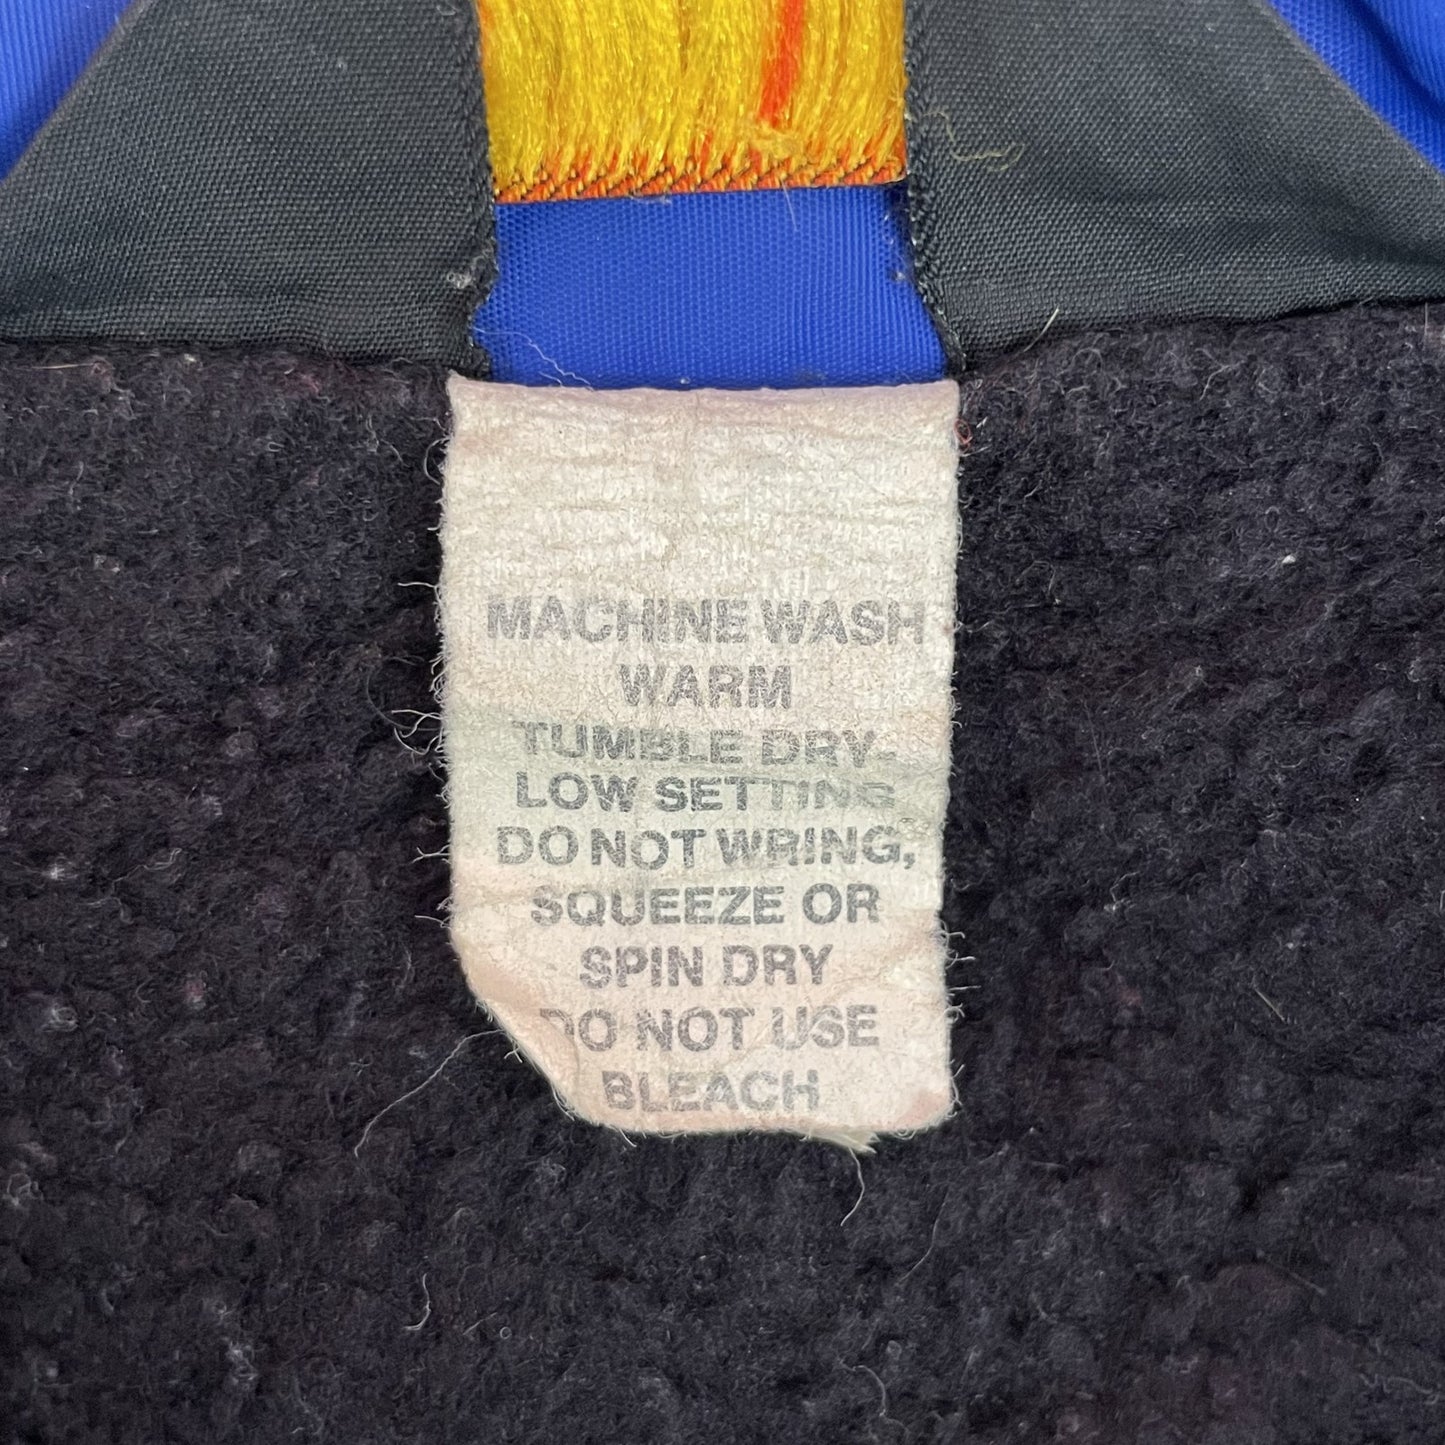 MACHINE WASH
WARM
TUMBLE DRY-
LOW SETTING
DO NOT WRING,
SQUEEZE OR
SPIN DRY
DO NOT USE
BLEACH